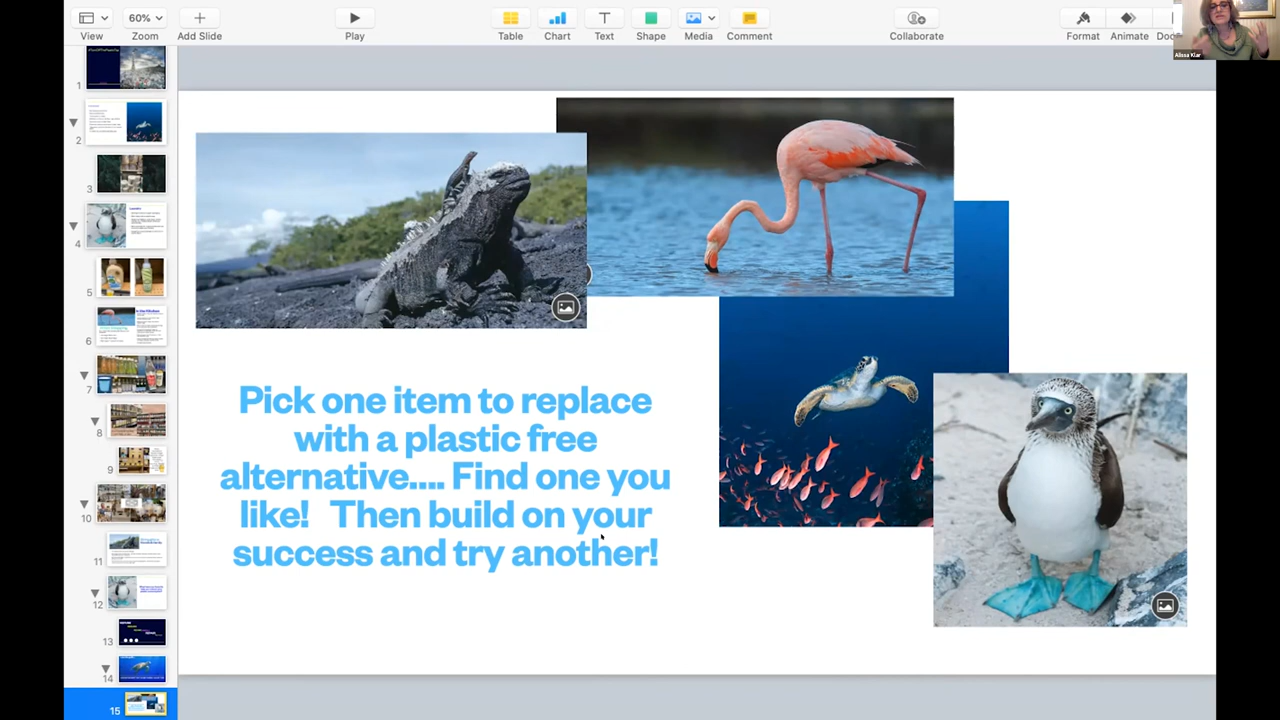 60%
View
Zoom
Add Slide
Play
Table
Chart
Text
Shape
Media
Comment
Collaborate
Format
Animate
Alissa Klar
1
2
3
4
5
6
7
8
9
10
11
12
13
14
15
Pick one item to replace
with a plastic free
alternative.... Find one you
like! Then build on your
success and try another!